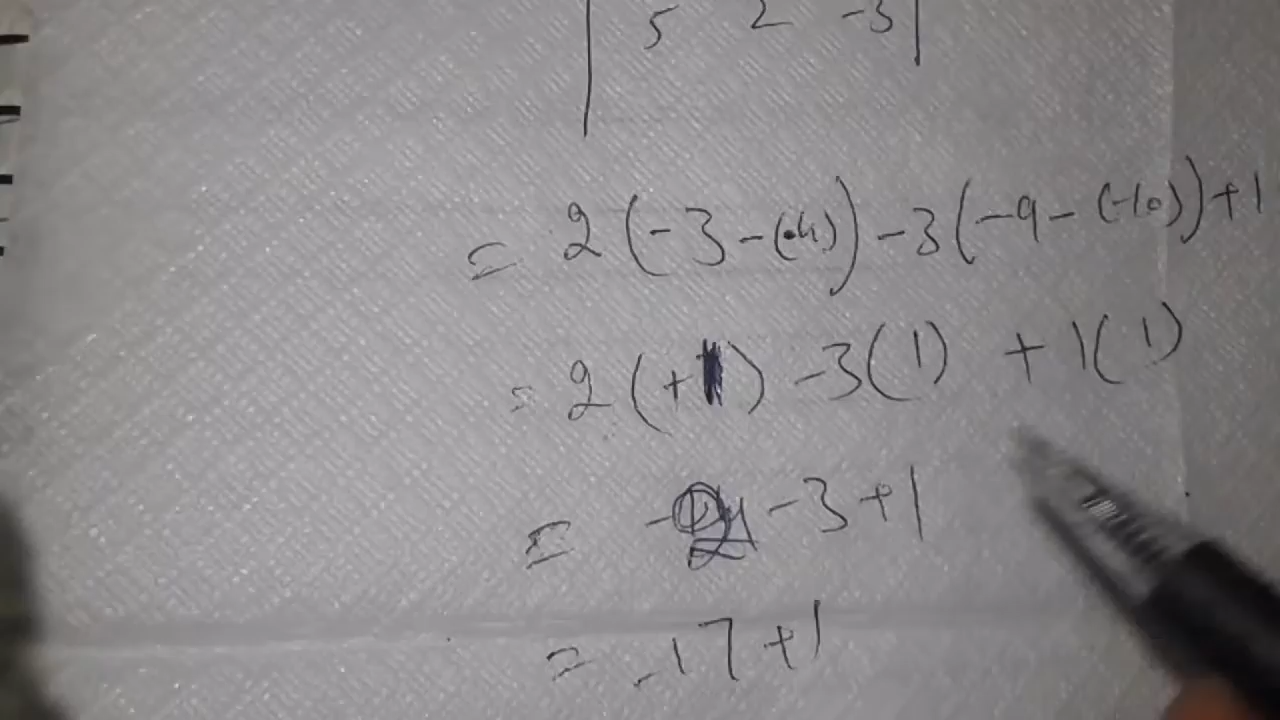 | 5 2 -3 |
= 2 (-3-(-4)) -3 (-9-(-10)) +1
= 2 (+1) -3 (1) +1 (1)
= -3+1
= -17+1